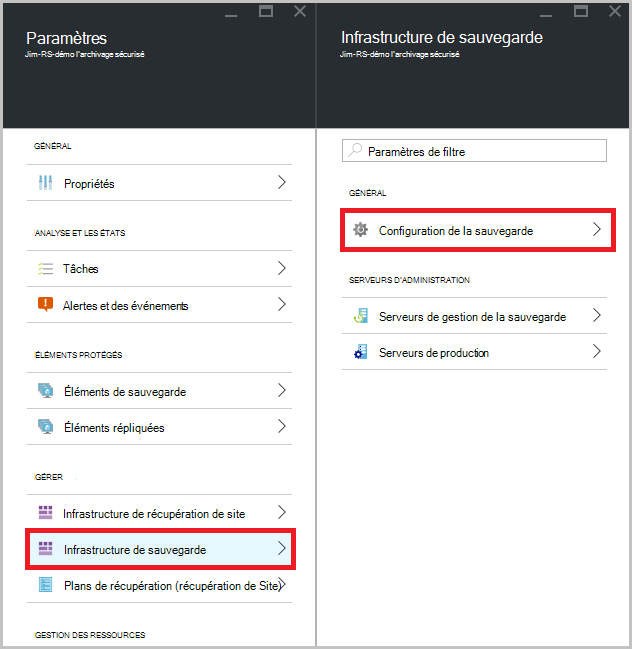 Paramètres
Jim-RS-démo l'archivage sécurisé
GÉNÉRAL
Propriétés
ANALYSE ET LES ÉTATS
Tâches
Alertes et des événements
ÉLÉMENTS PROTÉGÉS
Éléments de sauvegarde
Éléments répliquées
GÉRER
Infrastructure de récupération de site
Infrastructure de sauvegarde
Plans de récupération (récupération de Site)
GESTION DES RESSOURCES
Infrastructure de sauvegarde
Jim-RS-démo l'archivage sécurisé
Paramètres de filtre
GÉNÉRAL
Configuration de la sauvegarde
SERVEURS D'ADMINISTRATION
Serveurs de gestion de la sauvegarde
Serveurs de production